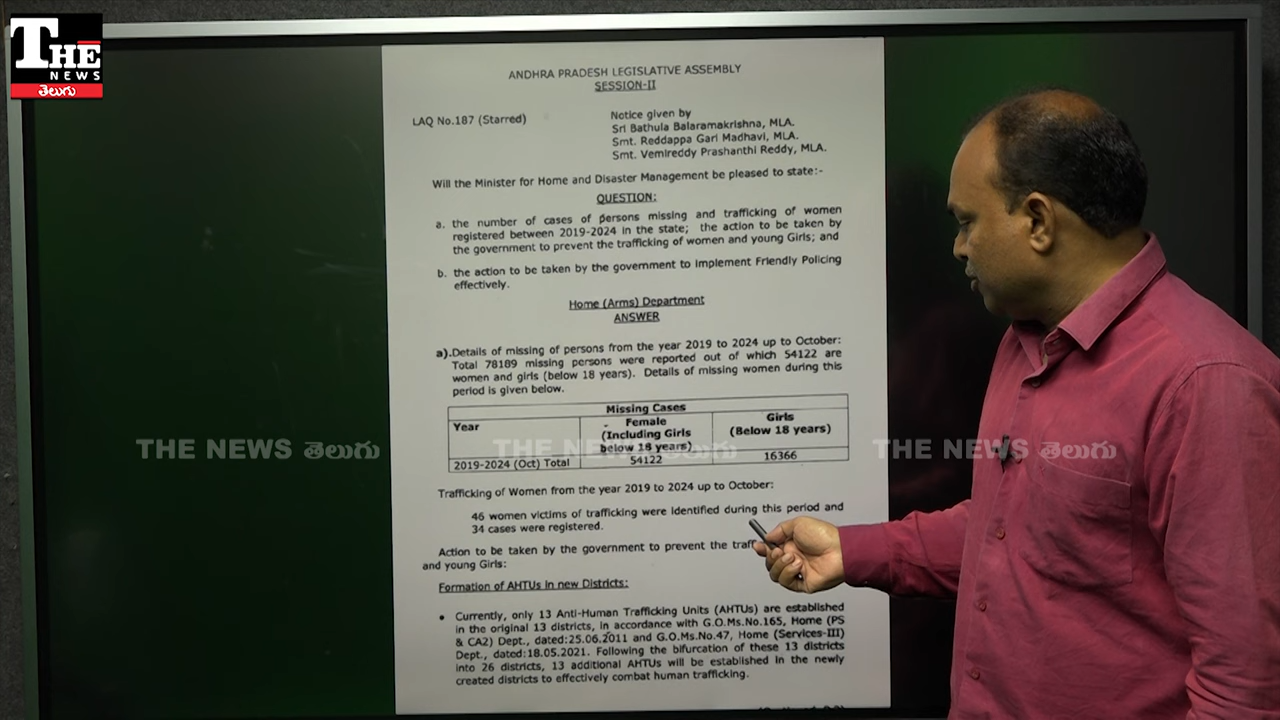 THE
NEWS
తెలుగు
ANDHRA PRADESH LEGISLATIVE ASSEMBLY
SESSION-II
LAQ No.187 (Starred)
Notice given by
Sri Bathula Balaramakrishna, MLA.
Smt. Reddappa Gari Madhavi, MLA.
Smt. Vemireddy Prashanthi Reddy, MLA.
Will the Minister for Home and Disaster Management be pleased to state:-
QUESTION:
a. the number of cases of persons missing and trafficking of women
registered between 2019-2024 in the state; the action to be taken by
the government to prevent the trafficking of women and young Girls; and
b. the action to be taken by the government to implement Friendly Policing
effectively.
Home (Arms) Department
ANSWER
a).Details of missing of persons from the year 2019 to 2024 up to October:
Total 78189 missing persons were reported out of which 54122 are
women and girls (below 18 years). Details of missing women during this
period is given below.
Missing Cases
Year
Female
(Including Girls
below 18 years)
Girls
(Below 18 years)
2019-2024 (Oct) Total
54122
16366
THE NEWS తెలుగు
THE NEWS తెలుగు
THE NEWS తెలుగు
Trafficking of Women from the year 2019 to 2024 up to October:
46 women victims of trafficking were identified during this period and
34 cases were registered.
Action to be taken by the government to prevent the
and young Girls:
Formation of AHTUs in new Districts:
• Currently, only 13 Anti-Human Trafficking Units (AHTUs) are established
in the original 13 districts, in accordance with G.O.Ms.No.165, Home (PS
& CA2) Dept., dated:25.06.2011 and G.O.Ms.No.47, Home (Services-III)
Dept., dated:18.05.2021. Following the bifurcation of these 13 districts
into 26 districts, 13 additional AHTUs will be established in the newly
created districts to effectively combat human trafficking.